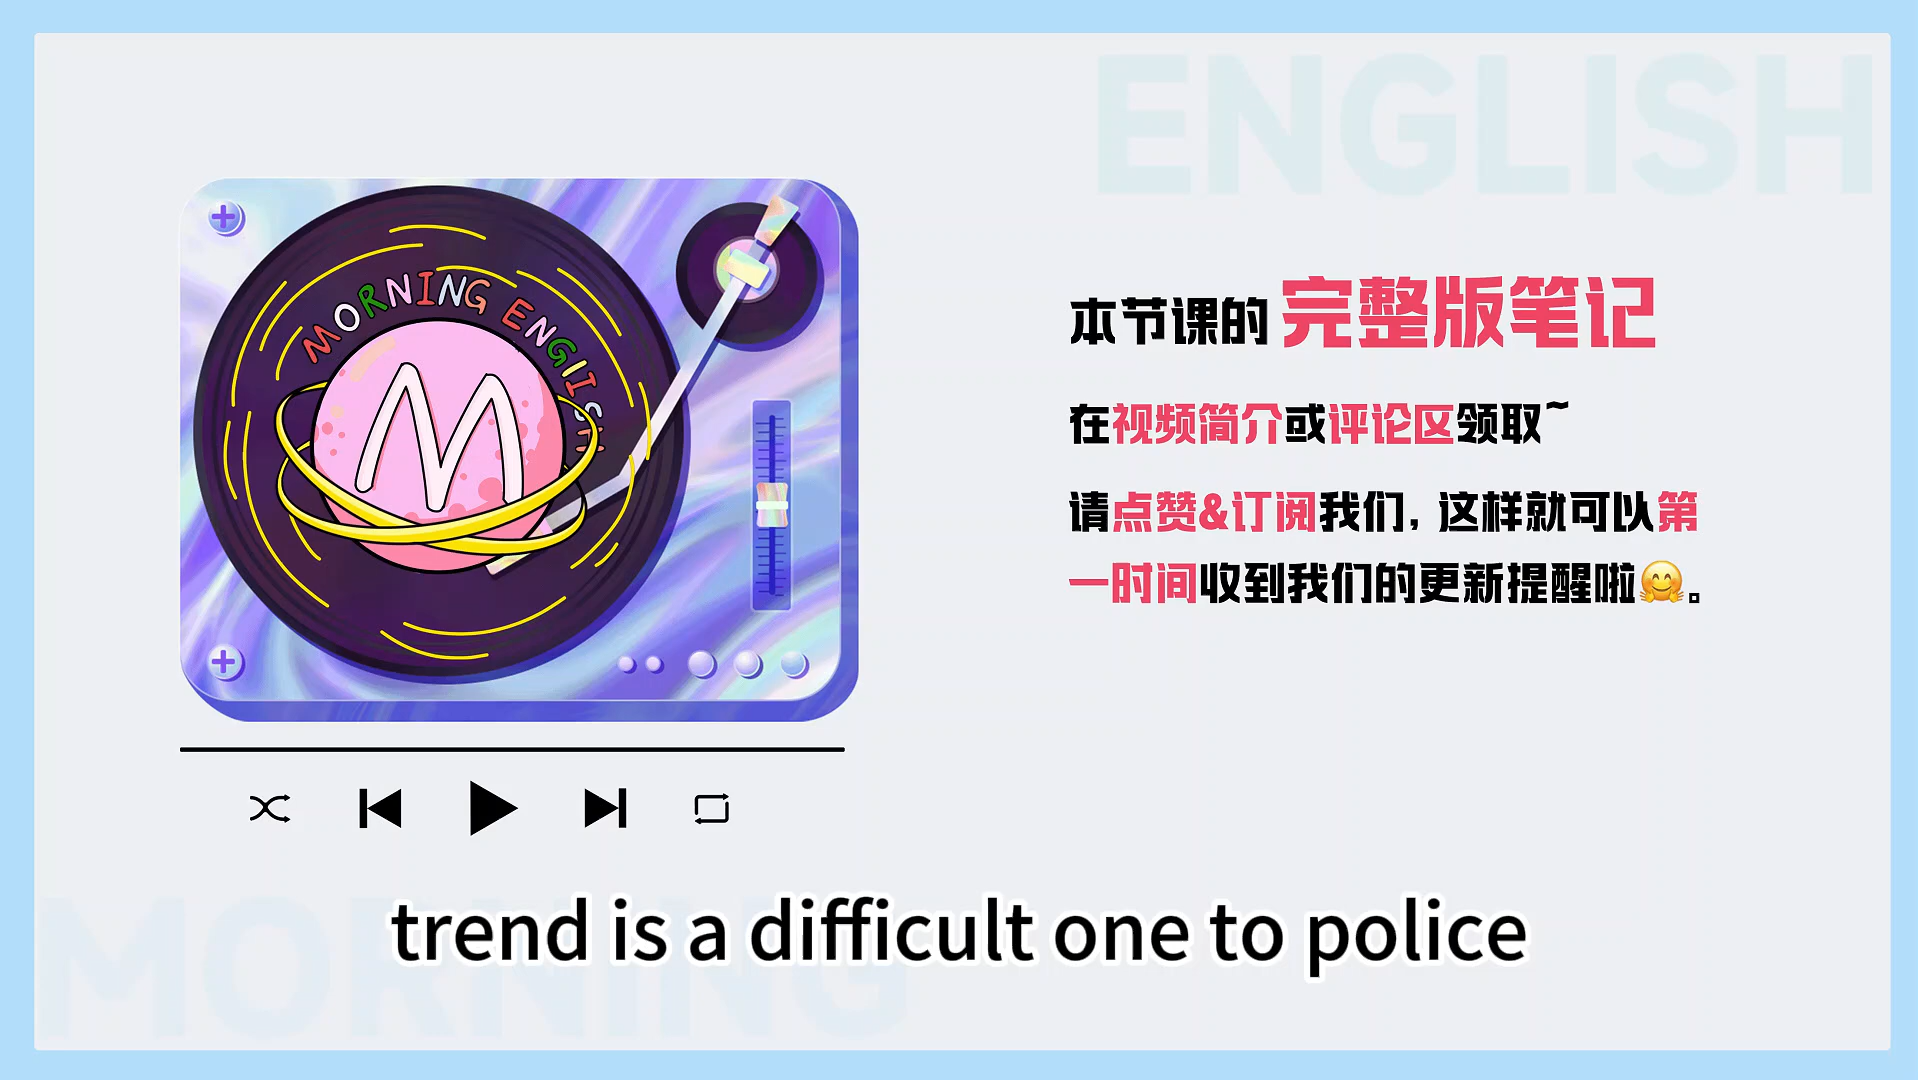 ENGLISH
MORNING ENGLISH
M
本节课的 完整版笔记
在视频简介或评论区领取~
请点赞&订阅我们, 这样就可以第
一时间收到我们的更新提醒啦🤗。
MORNING
trend is a difficult one to police